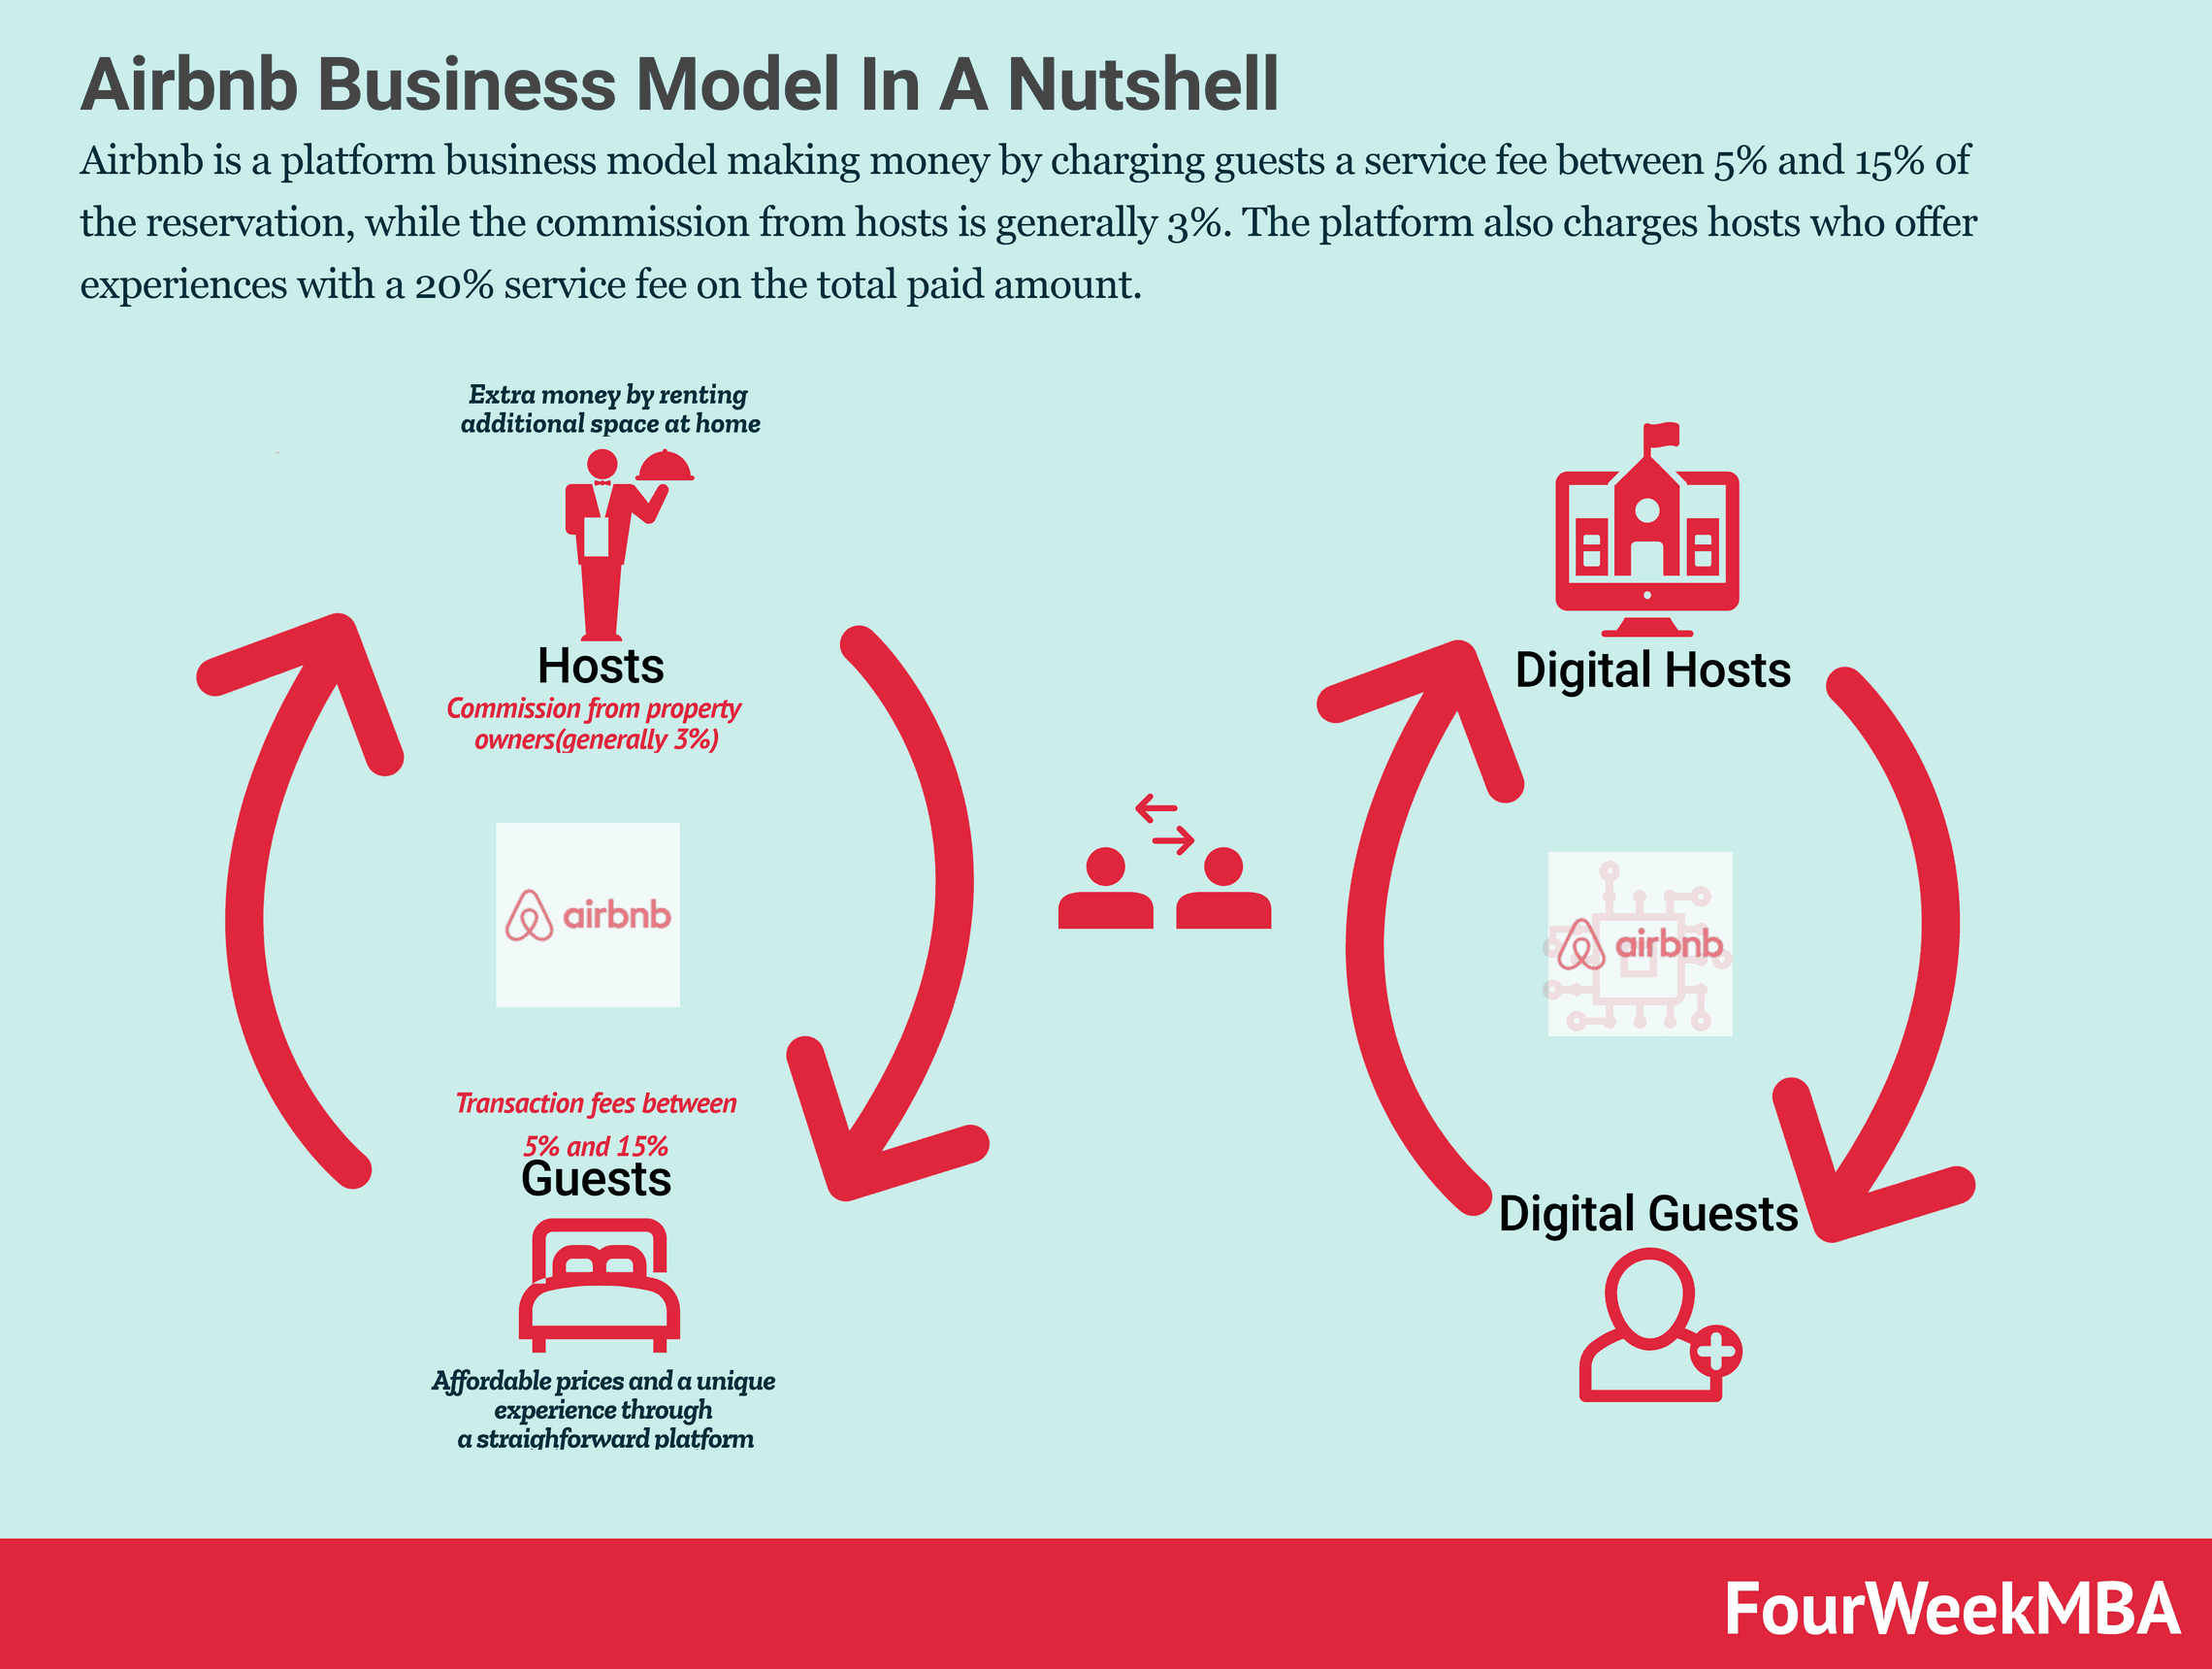 Airbnb Business Model In A Nutshell
Airbnb is a platform business model making money by charging guests a service fee between 5% and 15% of
the reservation, while the commission from hosts is generally 3%. The platform also charges hosts who offer
experiences with a 20% service fee on the total paid amount.
Extra money by renting
additional space at home
Hosts
Commission from property
owners(generally 3%)
airbnb
Transaction fees between
5% and 15%
Guests
Affordable prices and a unique
experience through
a straighforward platform
Digital Hosts
airbnb
Digital Guests
FourWeekMBA